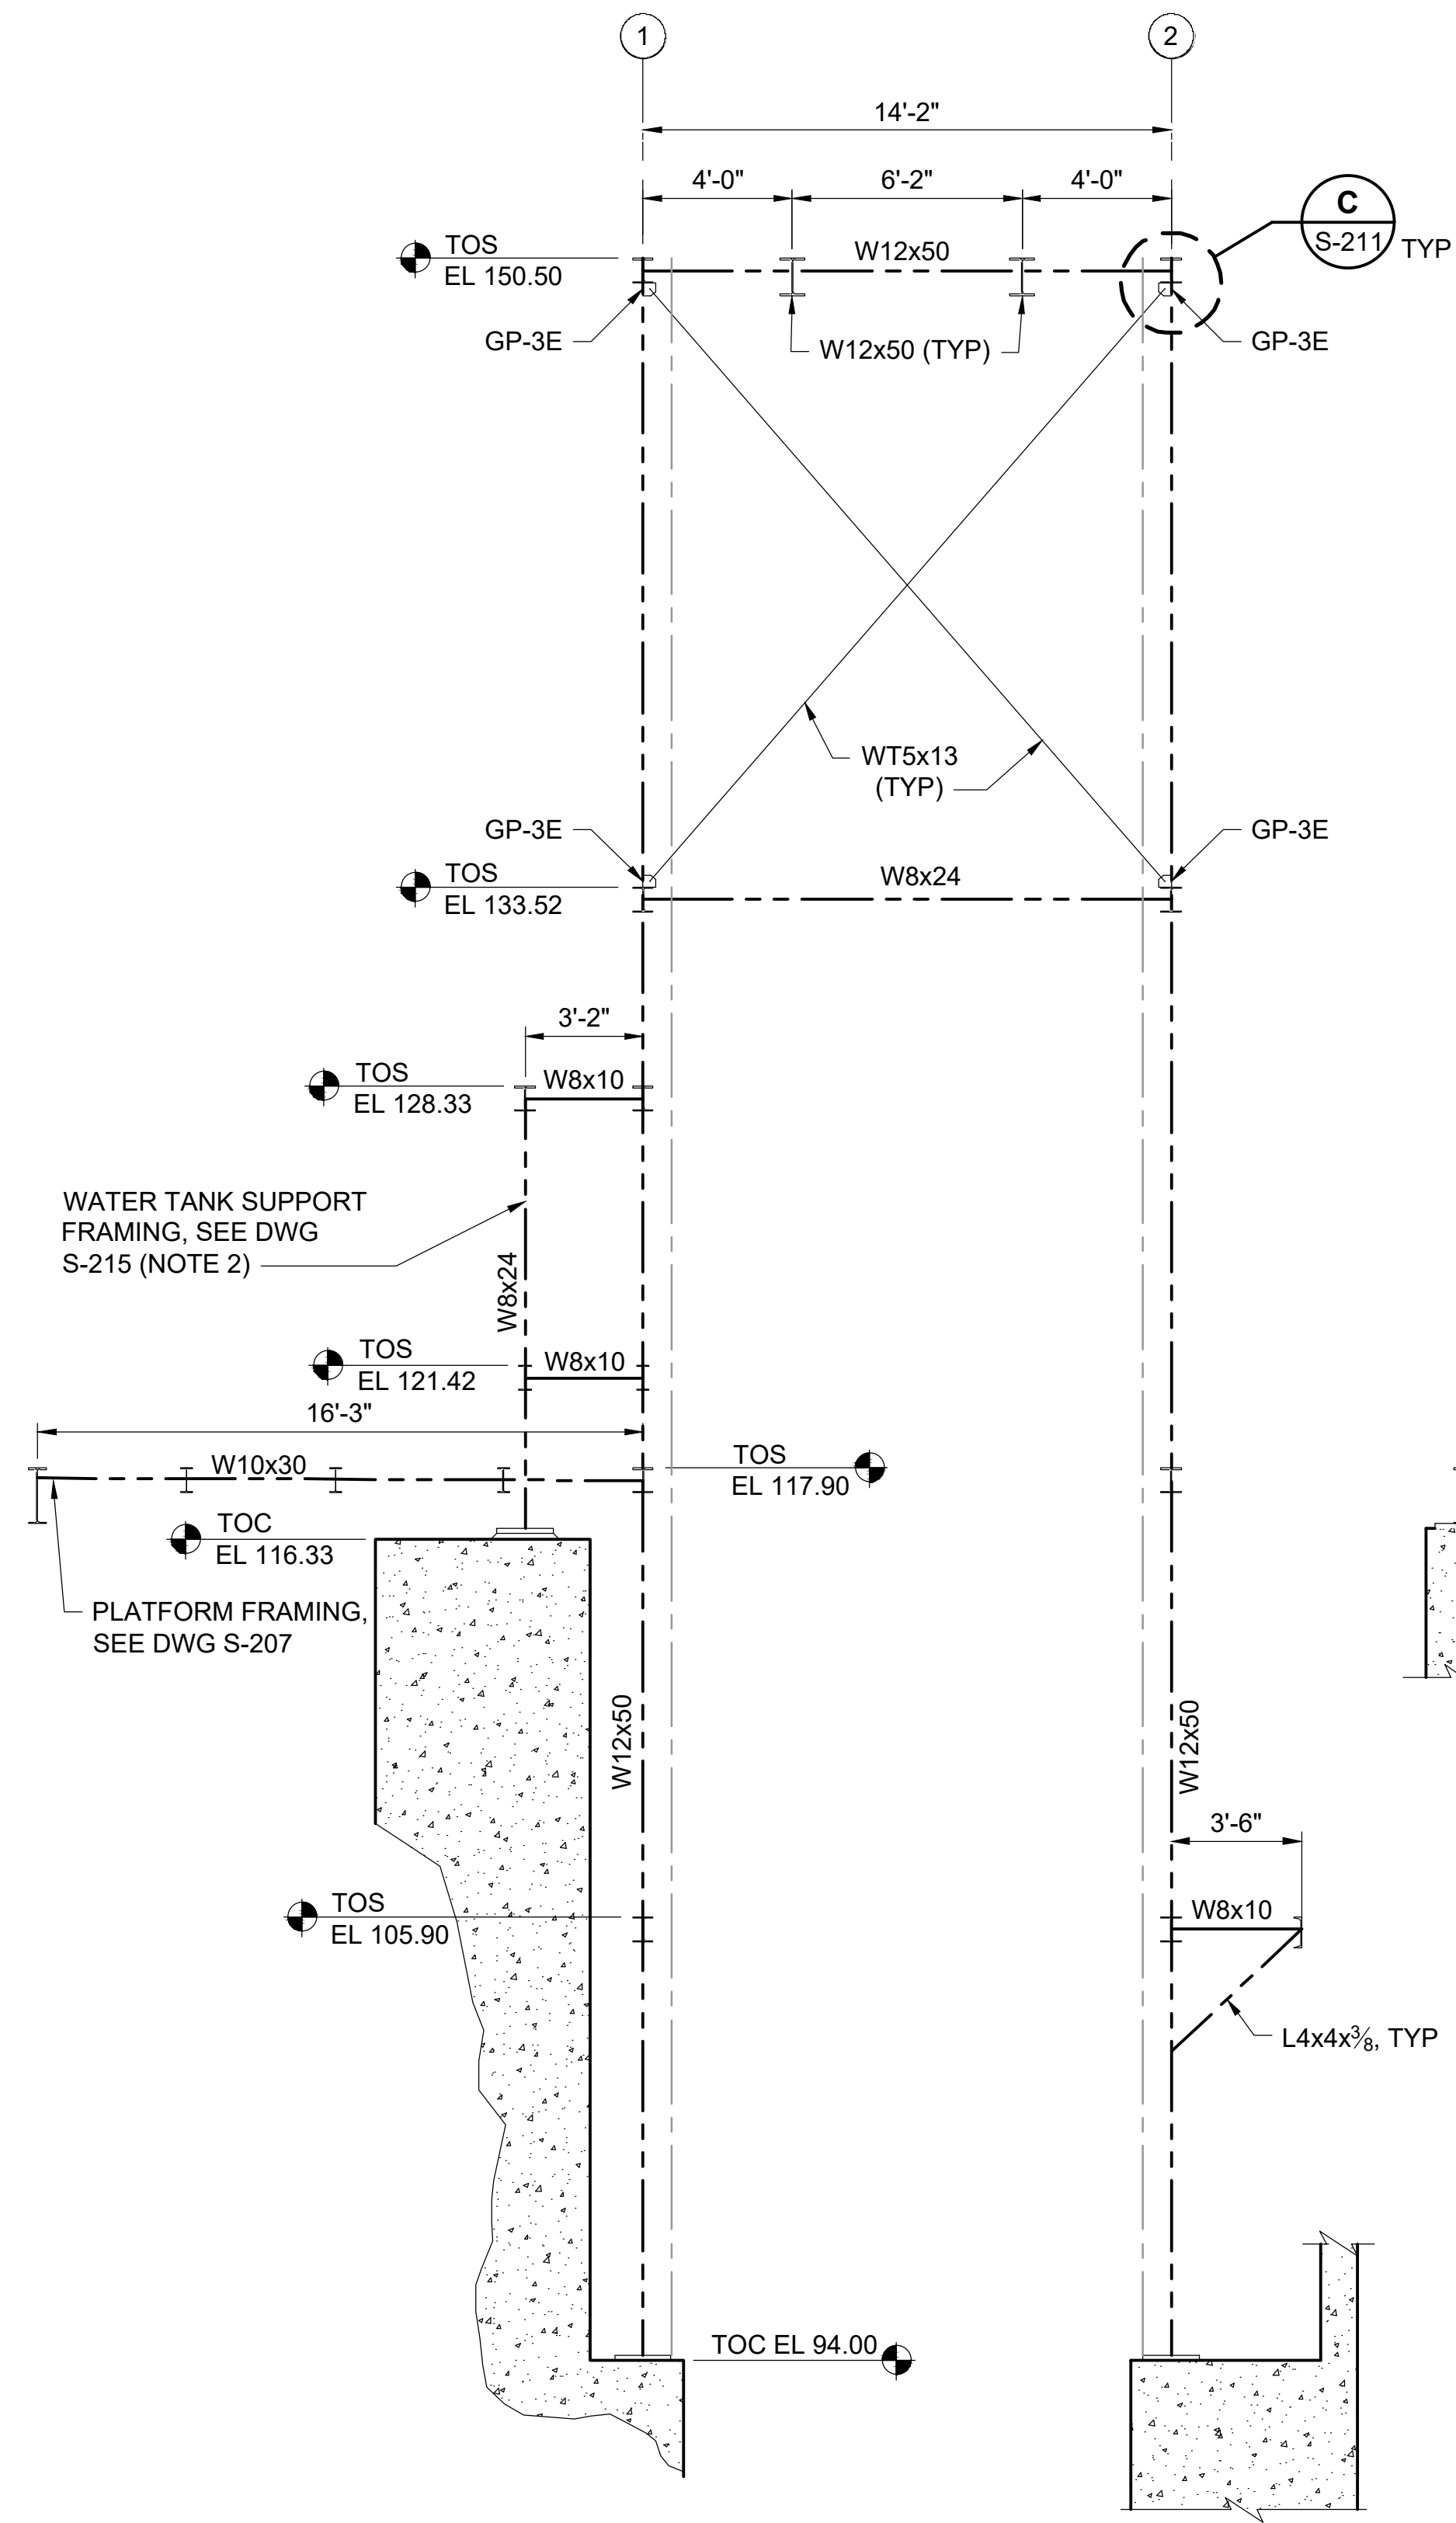 1
2
14'-2"
4'-0"
6'-2"
4'-0"
C
S-211
TYP
TOS
EL 150.50
W12x50
GP-3E
W12x50 (TYP)
GP-3E
WT5x13
(TYP)
GP-3E
GP-3E
TOS
EL 133.52
W8x24
3'-2"
TOS
EL 128.33
W8x10
WATER TANK SUPPORT
FRAMING, SEE DWG
S-215 (NOTE 2)
W8x24
TOS
EL 121.42
W8x10
16'-3"
W10x30
TOS
EL 117.90
TOC
EL 116.33
PLATFORM FRAMING,
SEE DWG S-207
W12x50
W12x50
3'-6"
TOS
EL 105.90
W8x10
L4x4x⅜, TYP
TOC EL 94.00